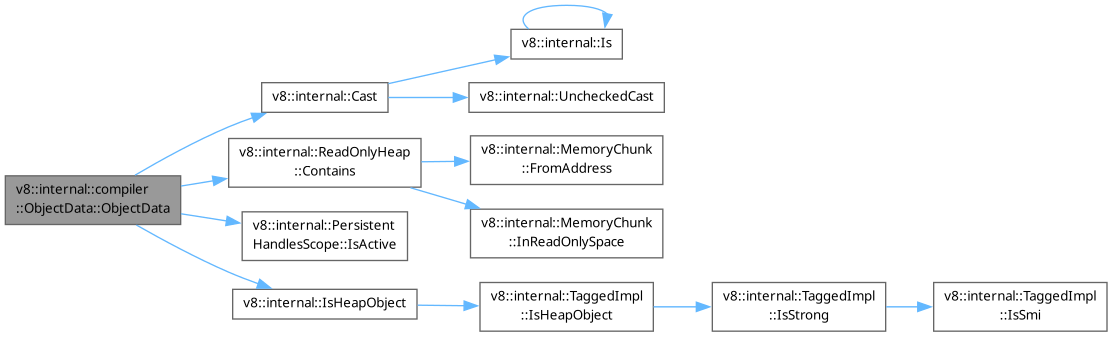 v8::internal::Is
v8::internal::Cast
v8::internal::UncheckedCast
v8::internal::ReadOnlyHeap
::Contains
v8::internal::MemoryChunk
::FromAddress
v8::internal::compiler
::ObjectData::ObjectData
v8::internal::Persistent
HandlesScope::IsActive
v8::internal::MemoryChunk
::InReadOnlySpace
v8::internal::IsHeapObject
v8::internal::TaggedImpl
::IsHeapObject
v8::internal::TaggedImpl
::IsStrong
v8::internal::TaggedImpl
::IsSmi